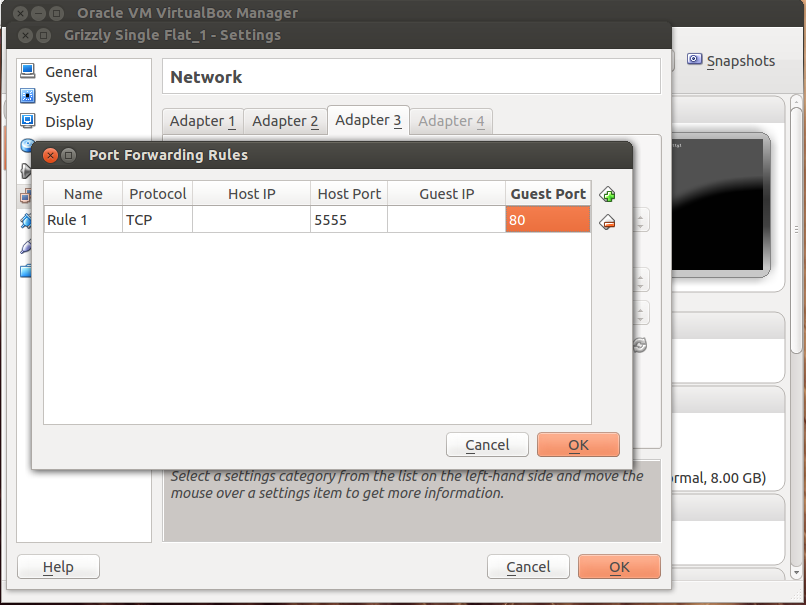 Oracle VM VirtualBox Manager
Grizzly Single Flat_1 - Settings
Snapshots
General
System
Display
Network
Adapter 1 Adapter 2 Adapter 3 Adapter 4
Port Forwarding Rules
Name Protocol Host IP Host Port Guest IP Guest Port
Rule 1 TCP 5555 80
Cancel OK
Select a settings category from the list on the left-hand side and move the
mouse over a settings item to get more information.
8.00 GB)
Help Cancel OK